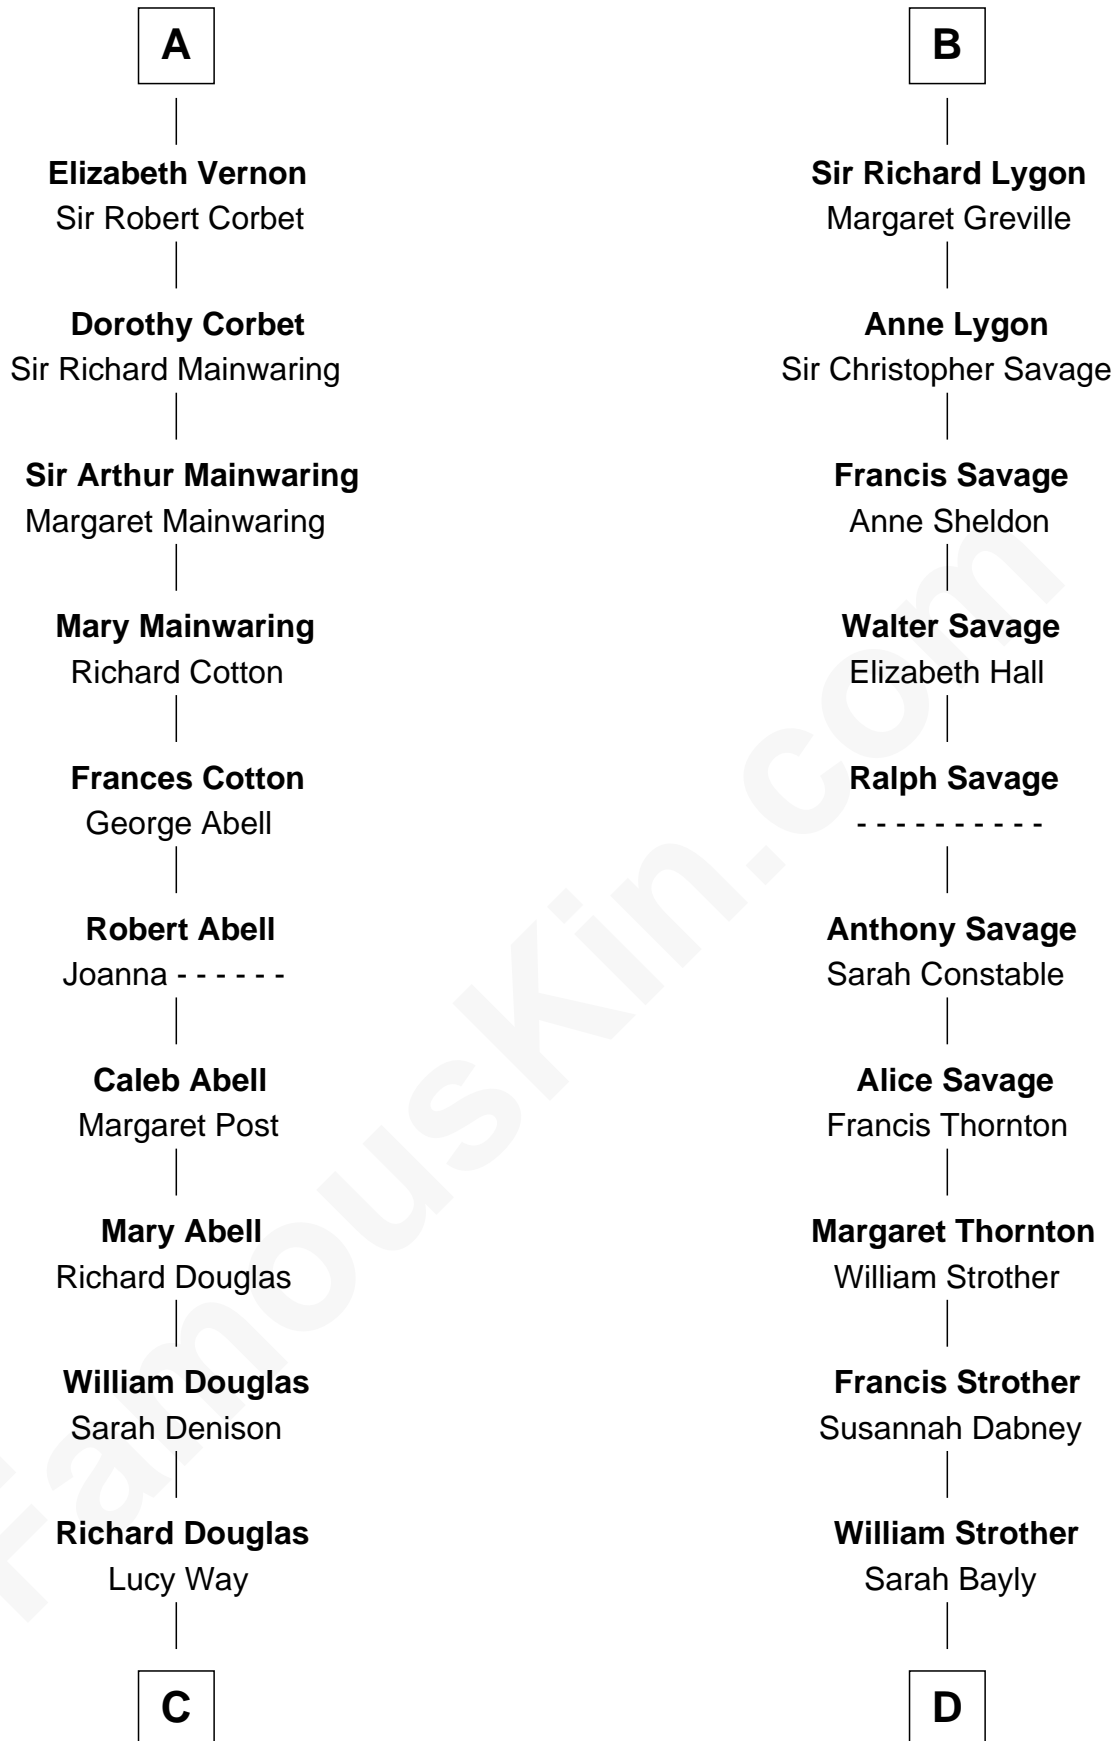 A
Elizabeth Vernon
Sir Robert Corbet
Dorothy Corbet
Sir Richard Mainwaring
Sir Arthur Mainwaring
Margaret Mainwaring
Mary Mainwaring
Richard Cotton
Frances Cotton
George Abell
Robert Abell
Joanna - - - - - -
Caleb Abell
Margaret Post
Mary Abell
Richard Douglas
William Douglas
Sarah Denison
Richard Douglas
Lucy Way
C
B
Sir Richard Lygon
Margaret Greville
Anne Lygon
Sir Christopher Savage
Francis Savage
Anne Sheldon
Walter Savage
Elizabeth Hall
Ralph Savage
- - - - - - - - - -
Anthony Savage
Sarah Constable
Alice Savage
Francis Thornton
Margaret Thornton
William Strother
Francis Strother
Susannah Dabney
William Strother
Sarah Bayly
D
FamousKin.com